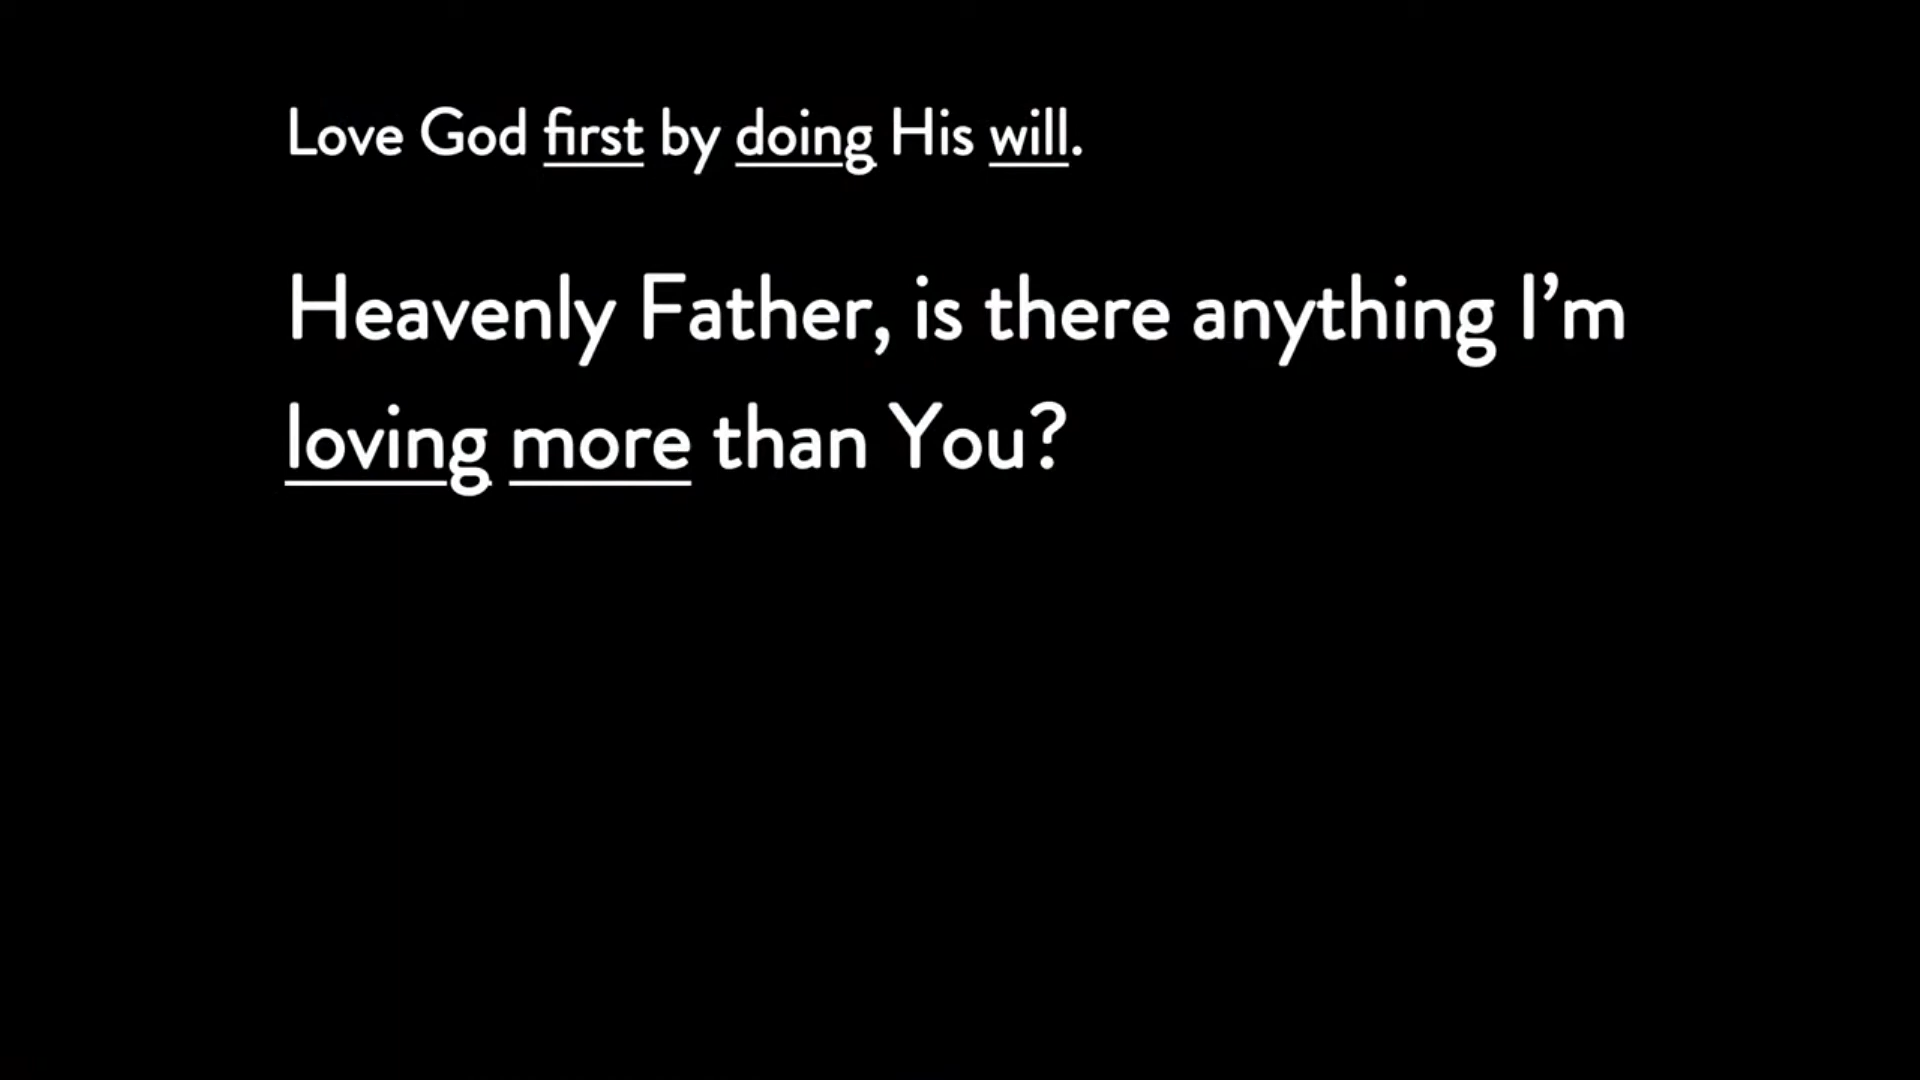 Love God first by doing His will.
Heavenly Father, is there anything I’m
loving more than You?